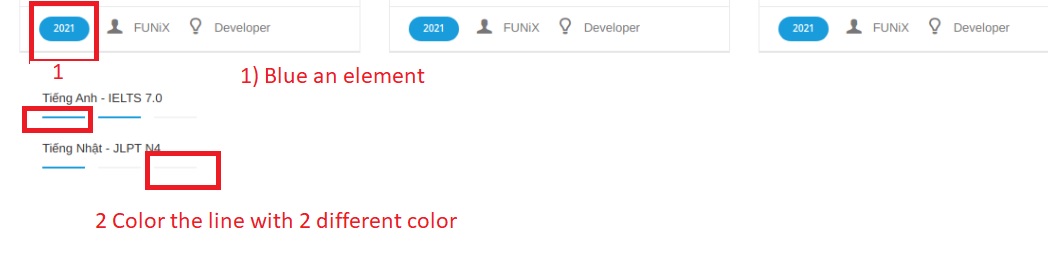 2021 FUNiX Developer 2021 FUNiX Developer 2021 FUNiX Developer
1
1) Blue an element
Tiếng Anh - IELTS 7.0
Tiếng Nhật - JLPT N4
2 Color the line with 2 different color